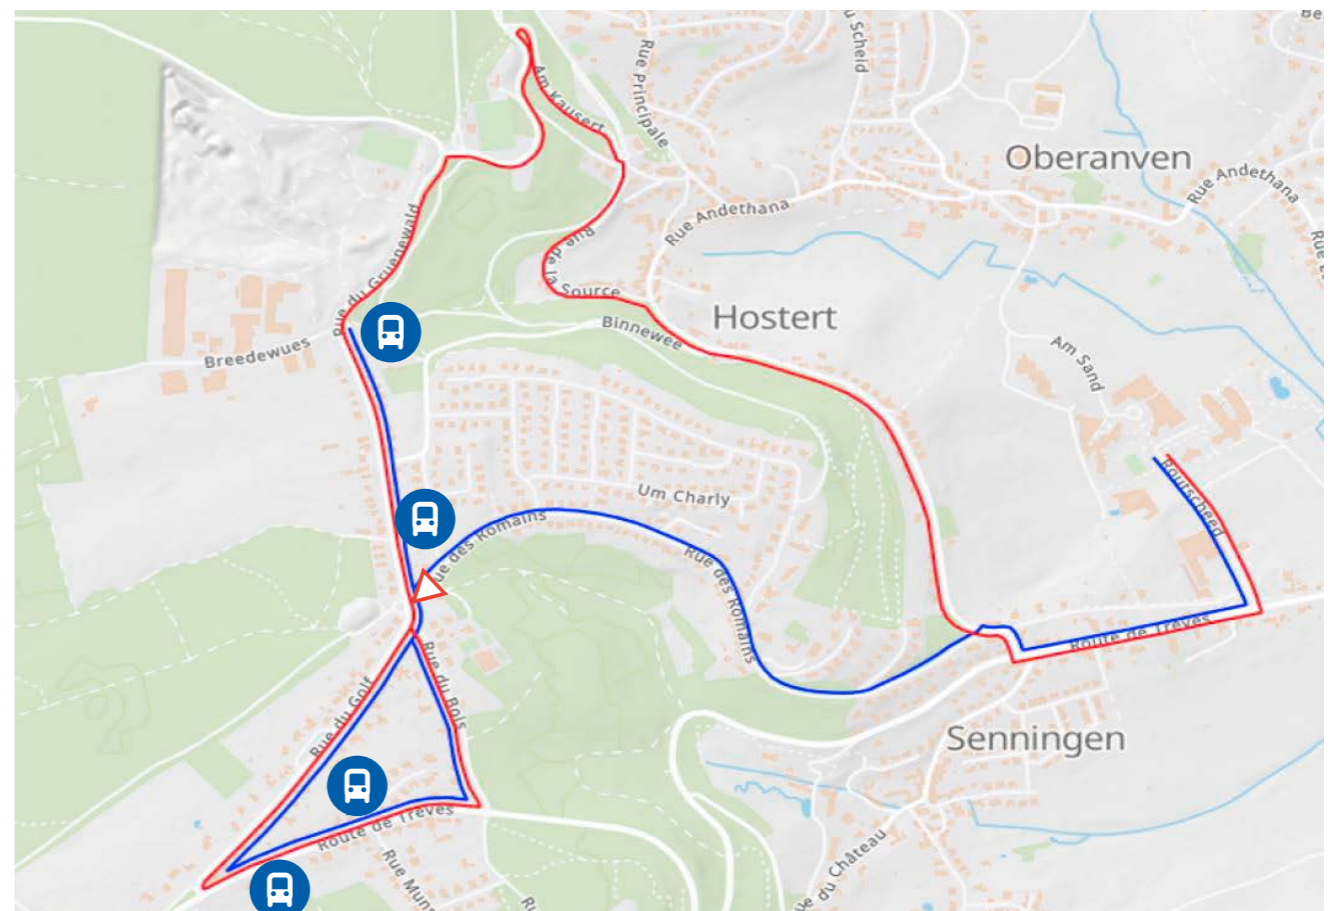 Rue Principale
Am Kausert
Oberanven
Rue Andethana
Rue Andethana
Rue du Gruenewald
Rue de
la Source
Hostert
Binnewee
Breedewues
Am Sand
Um Charly
Routscheed
Rue des Romains
Rue des Romains
Route de Trèves
Rue du Bois
Rue du Golf
Senningen
Route de Trèves
Rue du Château